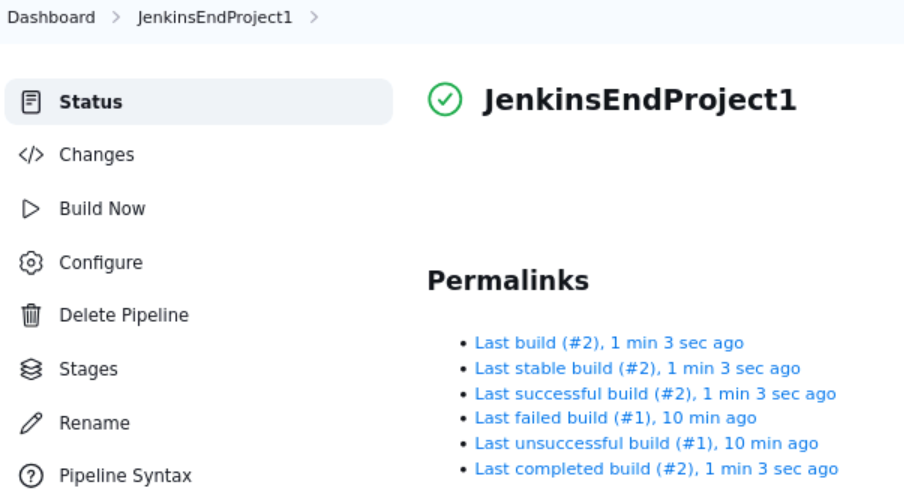 Dashboard > JenkinsEndProject1 >
Status
Changes
Build Now
Configure
Delete Pipeline
Stages
Rename
Pipeline Syntax
JenkinsEndProject1
Permalinks
• Last build (#2), 1 min 3 sec ago
• Last stable build (#2), 1 min 3 sec ago
• Last successful build (#2), 1 min 3 sec ago
• Last failed build (#1), 10 min ago
• Last unsuccessful build (#1), 10 min ago
• Last completed build (#2), 1 min 3 sec ago